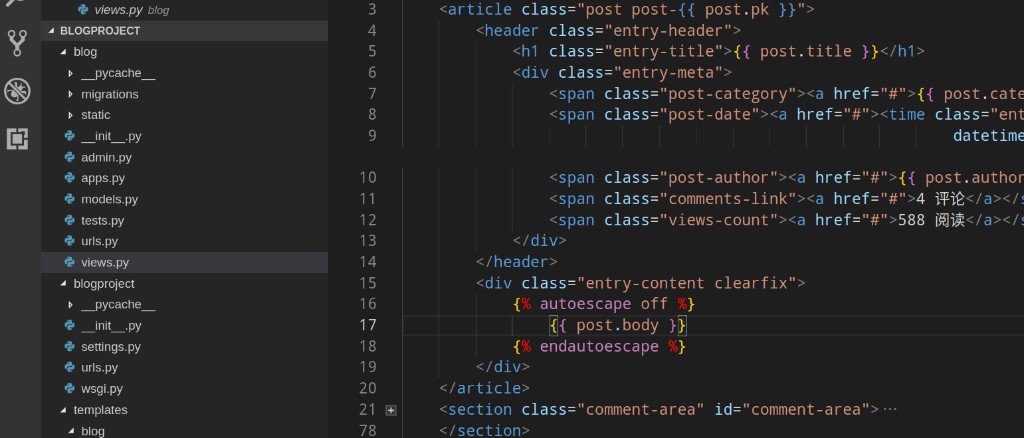 views.py blog
BLOGPROJECT
blog
__pycache__
migrations
static
__init__.py
admin.py
apps.py
models.py
tests.py
urls.py
views.py
blogproject
__pycache__
__init__.py
settings.py
urls.py
wsgi.py
templates
blog
3 <article class="post post-{{ post.pk }}">
4 <header class="entry-header">
5 <h1 class="entry-title">{{ post.title }}</h1>
6 <div class="entry-meta">
7 <span class="post-category"><a href="#">{{ post.cate
8 <span class="post-date"><a href="#"><time class="ent
9 datetime
10 <span class="post-author"><a href="#">{{ post.author
11 <span class="comments-link"><a href="#">4 评论</a></s
12 <span class="views-count"><a href="#">588 阅读</a></s
13 </div>
14 </header>
15 <div class="entry-content clearfix">
16 {% autoescape off %}
17 {{ post.body }}
18 {% endautoescape %}
19 </div>
20 </article>
21 <section class="comment-area" id="comment-area">…
78 </section>